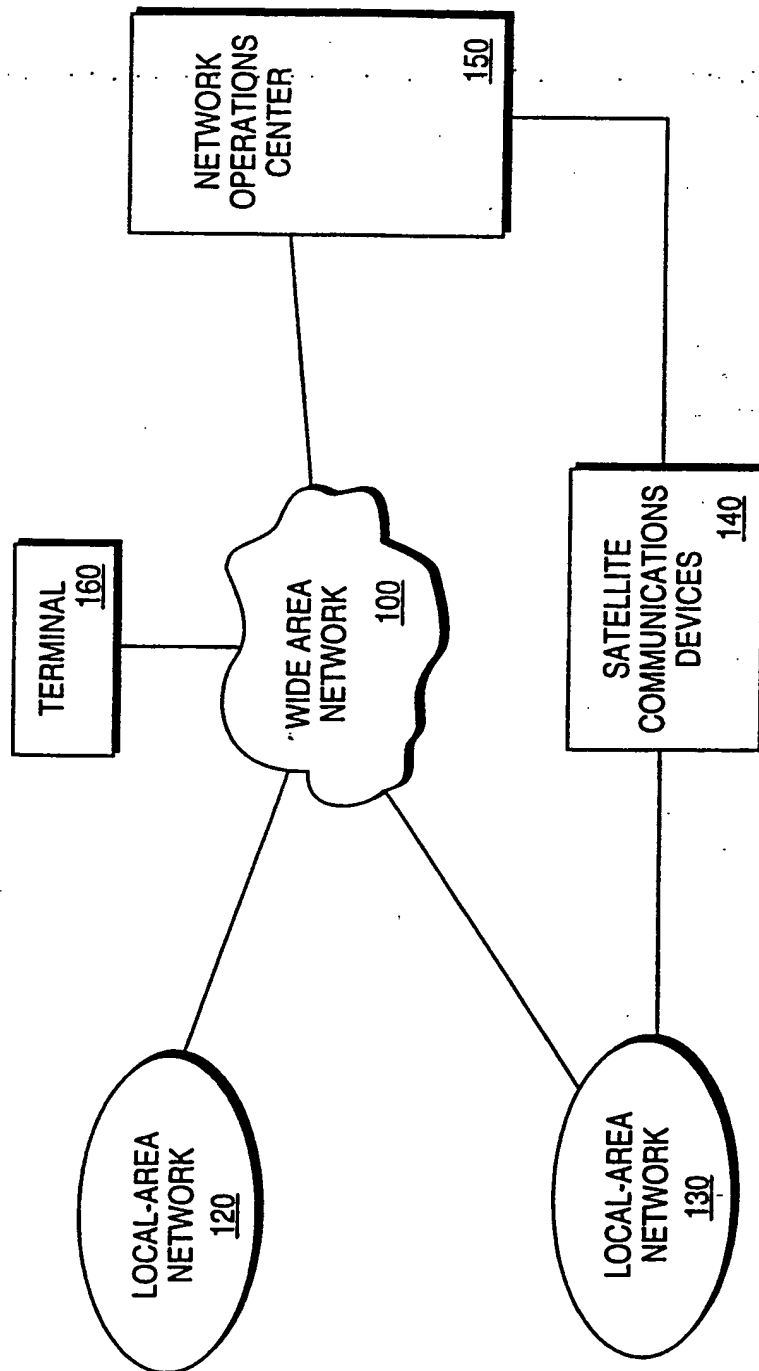 TERMINAL
160
NETWORK
OPERATIONS
CENTER
150
WIDE AREA
NETWORK
100
LOCAL-AREA
NETWORK
120
LOCAL-AREA
NETWORK
130
SATELLITE
COMMUNICATIONS
DEVICES
140